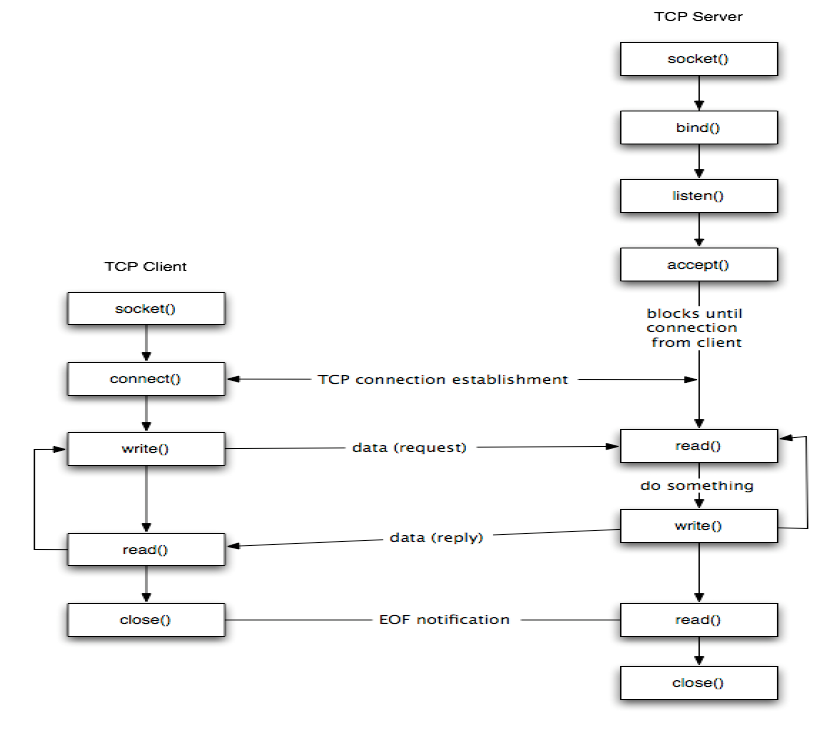 TCP Server
socket()
bind()
listen()
accept()
blocks until
connection
from client
TCP Client
socket()
connect()
TCP connection establishment
write()
data (request)
read()
do something
write()
data (reply)
read()
close()
EOF notification
read()
close()